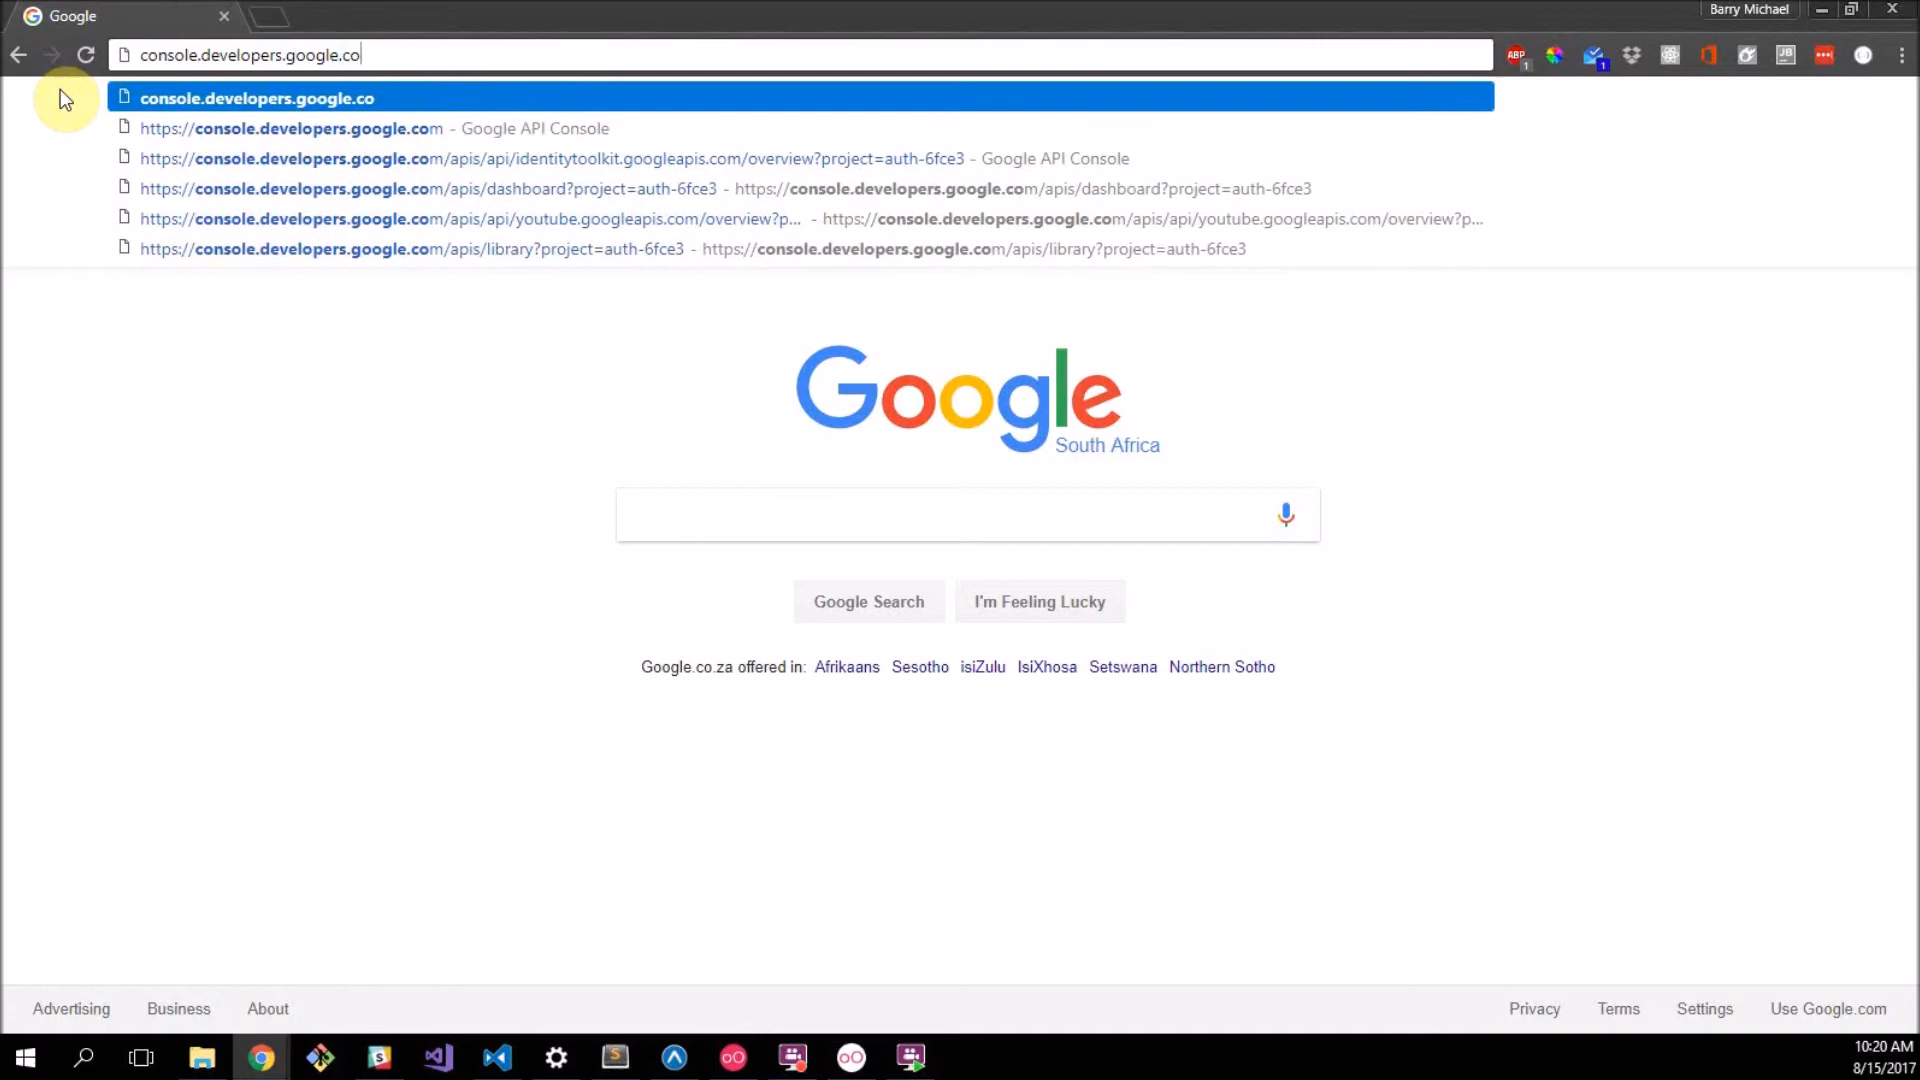 Google
Barry Michael
console.developers.google.co
ABP
1
1
JB
console.developers.google.co
https://console.developers.google.com - Google API Console
https://console.developers.google.com/apis/api/identitytoolkit.googleapis.com/overview?project=auth-6fce3 - Google API Console
https://console.developers.google.com/apis/dashboard?project=auth-6fce3 - https://console.developers.google.com/apis/dashboard?project=auth-6fce3
https://console.developers.google.com/apis/api/youtube.googleapis.com/overview?p... - https://console.developers.google.com/apis/api/youtube.googleapis.com/overview?p...
https://console.developers.google.com/apis/library?project=auth-6fce3 - https://console.developers.google.com/apis/library?project=auth-6fce3
Google
South Africa
Google Search I'm Feeling Lucky
Google.co.za offered in: Afrikaans Sesotho isiZulu IsiXhosa Setswana Northern Sotho
Advertising Business About Privacy Terms Settings Use Google.com
10:20 AM
8/15/2017